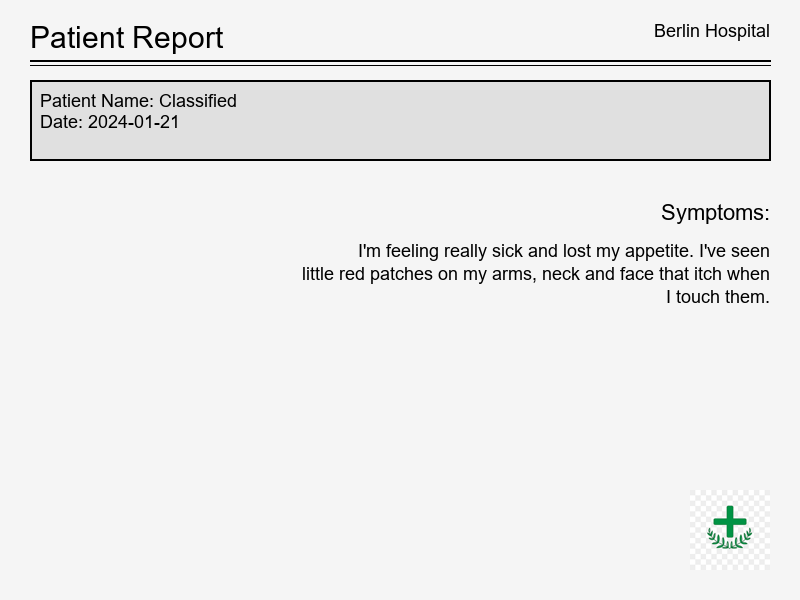 Patient Report
Berlin Hospital
Patient Name: Classified
Date: 2024-01-21
Symptoms:
I'm feeling really sick and lost my appetite. I've seen
little red patches on my arms, neck and face that itch when
I touch them.